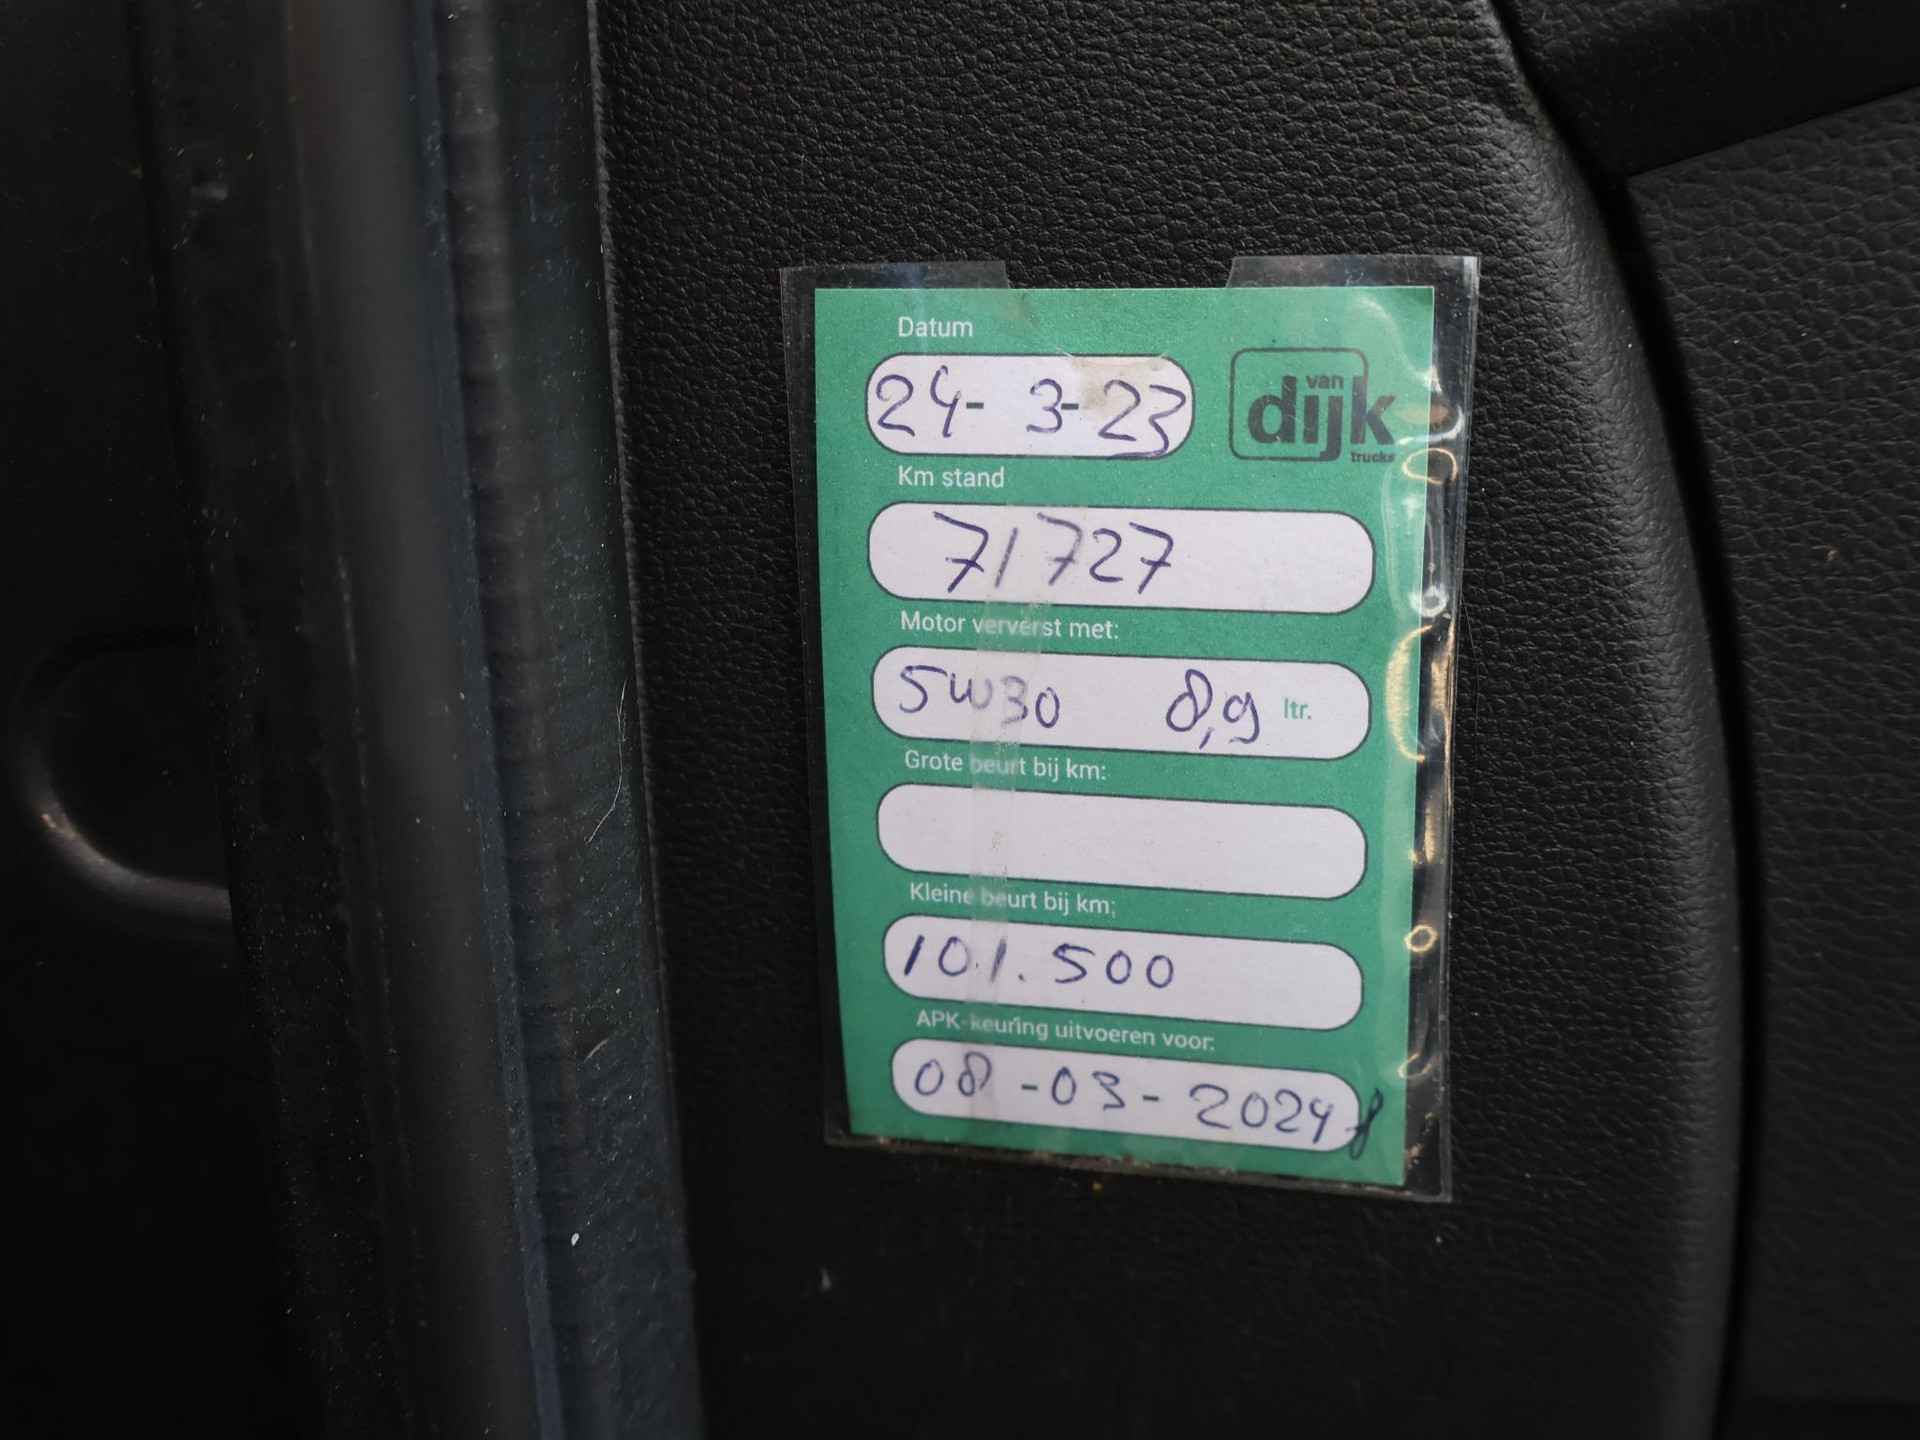 Datum
24-3-23
van
dijk
trucks
Km stand
71727
Motor ververst met:
5W30 8,9 ltr.
Grote beurt bij km:
Kleine beurt bij km:
101.500
APK-keuring uitvoeren voor:
08-03-2024